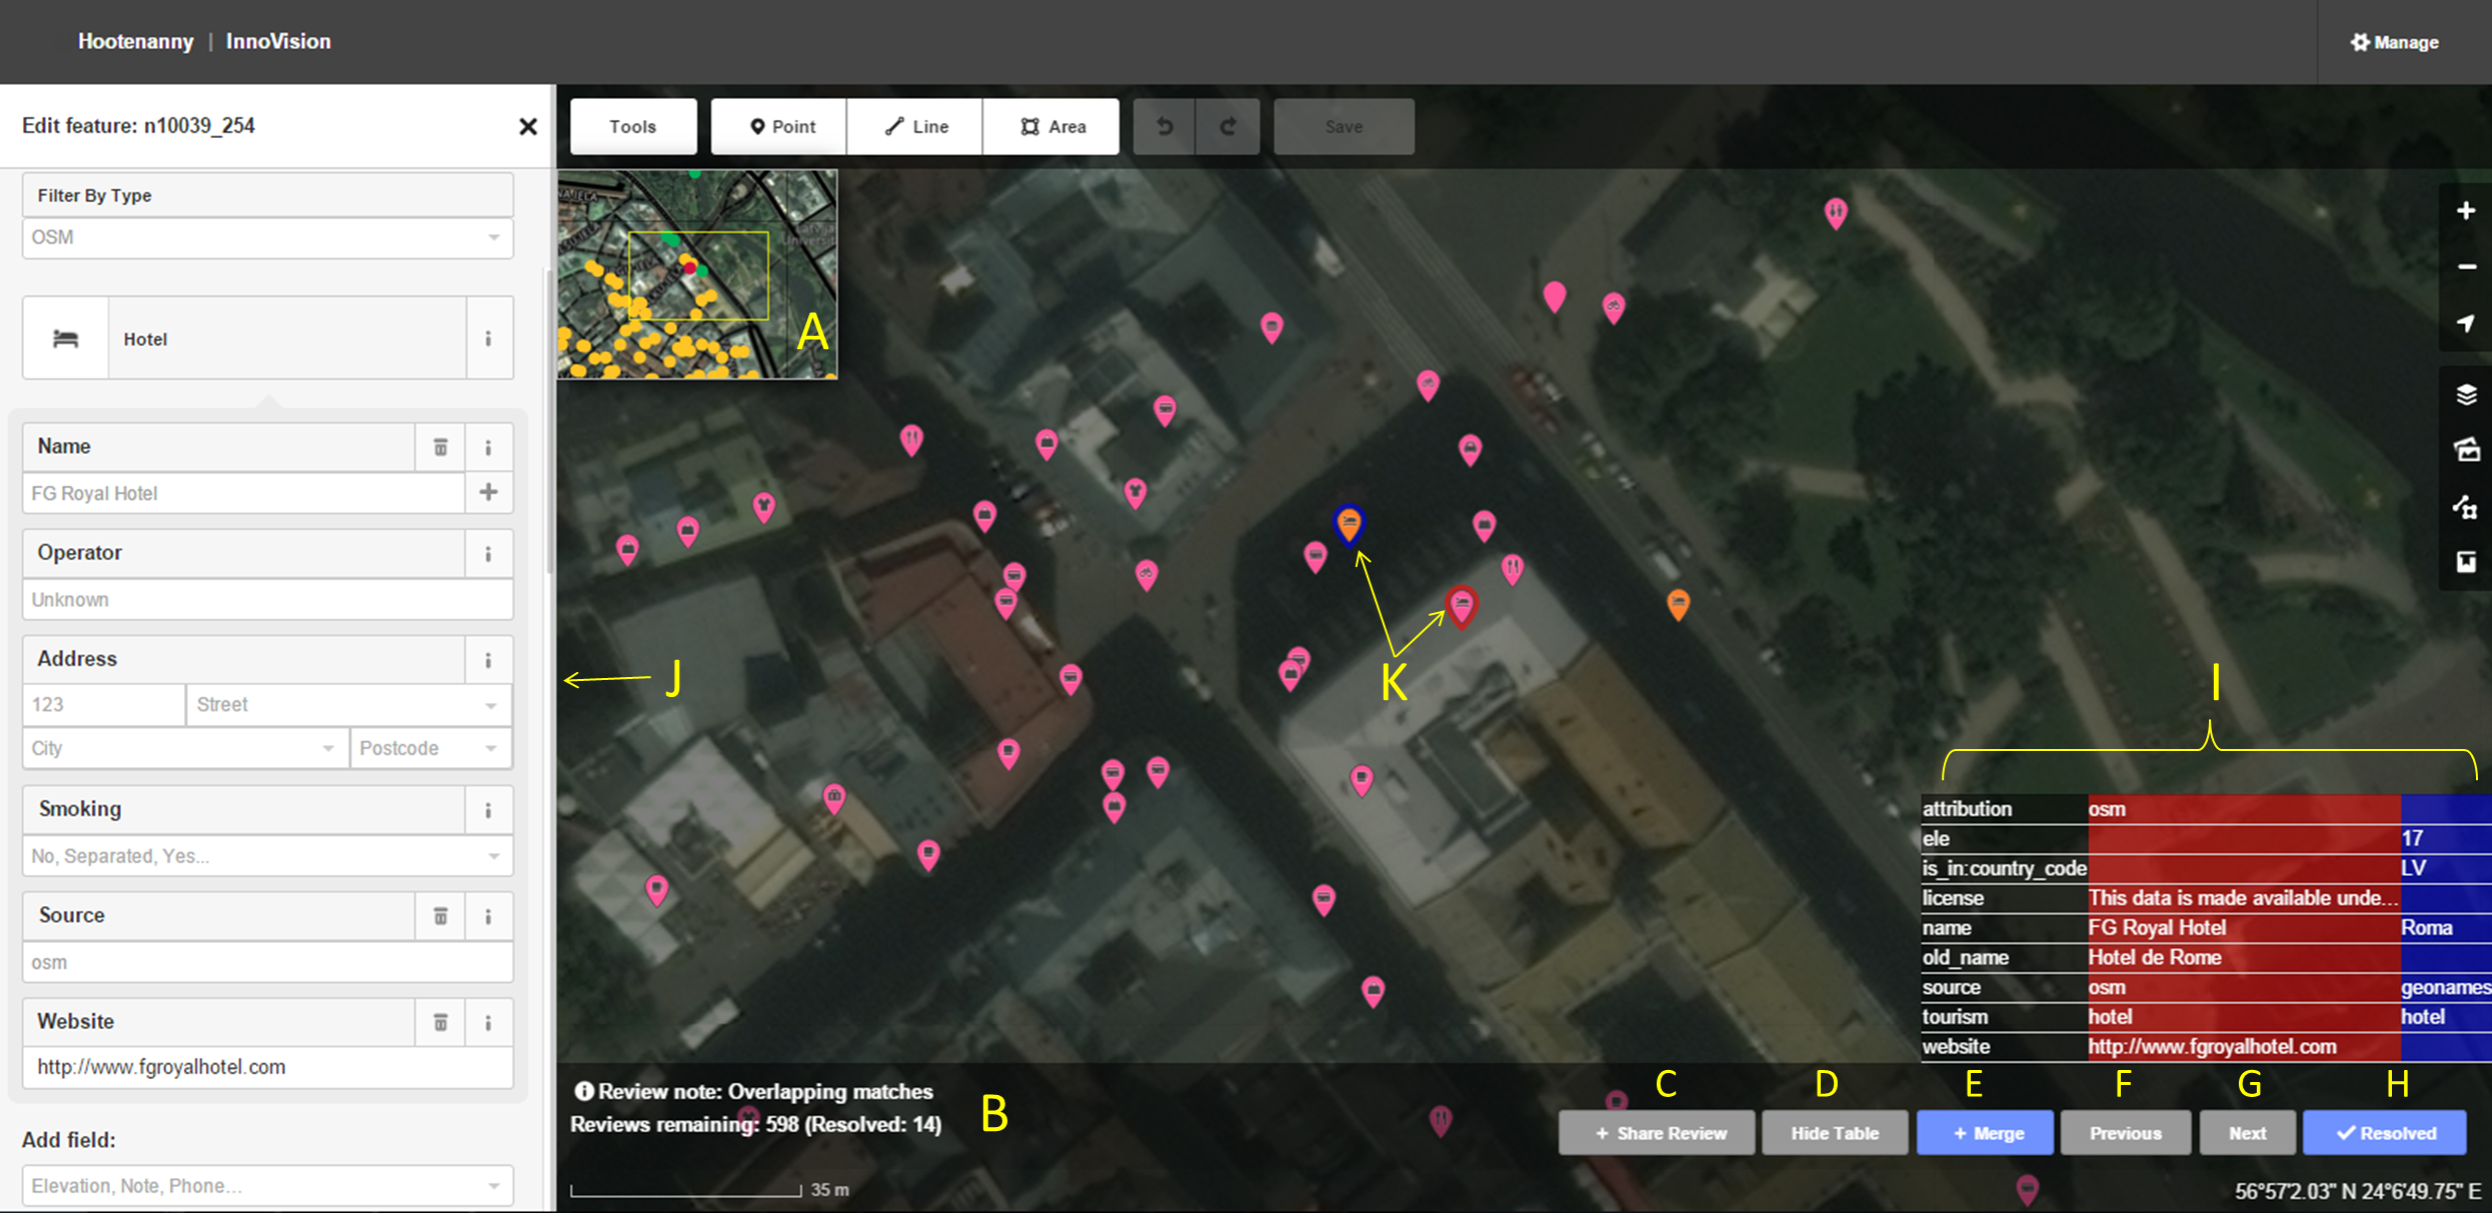 Hootenanny | InnoVision
Manage
Edit feature: n10039_254
Tools
Point
Line
Area
Save
Filter By Type
OSM
Hotel
Name
FG Royal Hotel
Operator
Unknown
Address
123
Street
City
Postcode
Smoking
No, Separated, Yes...
Source
osm
Website
http://www.fgroyalhotel.com
Add field:
Elevation, Note, Phone...
A
J
K
I
attribution osm
ele 17
is_in:country_code LV
license This data is made available unde...
name FG Royal Hotel Roma
old_name Hotel de Rome
source osm geonames
tourism hotel hotel
website http://www.fgroyalhotel.com
Review note: Overlapping matches
Reviews remaining: 598 (Resolved: 14)
B
C D E F G H
+ Share Review
Hide Table
+ Merge
Previous
Next
Resolved
35 m
56°57'2.03" N 24°6'49.75" E